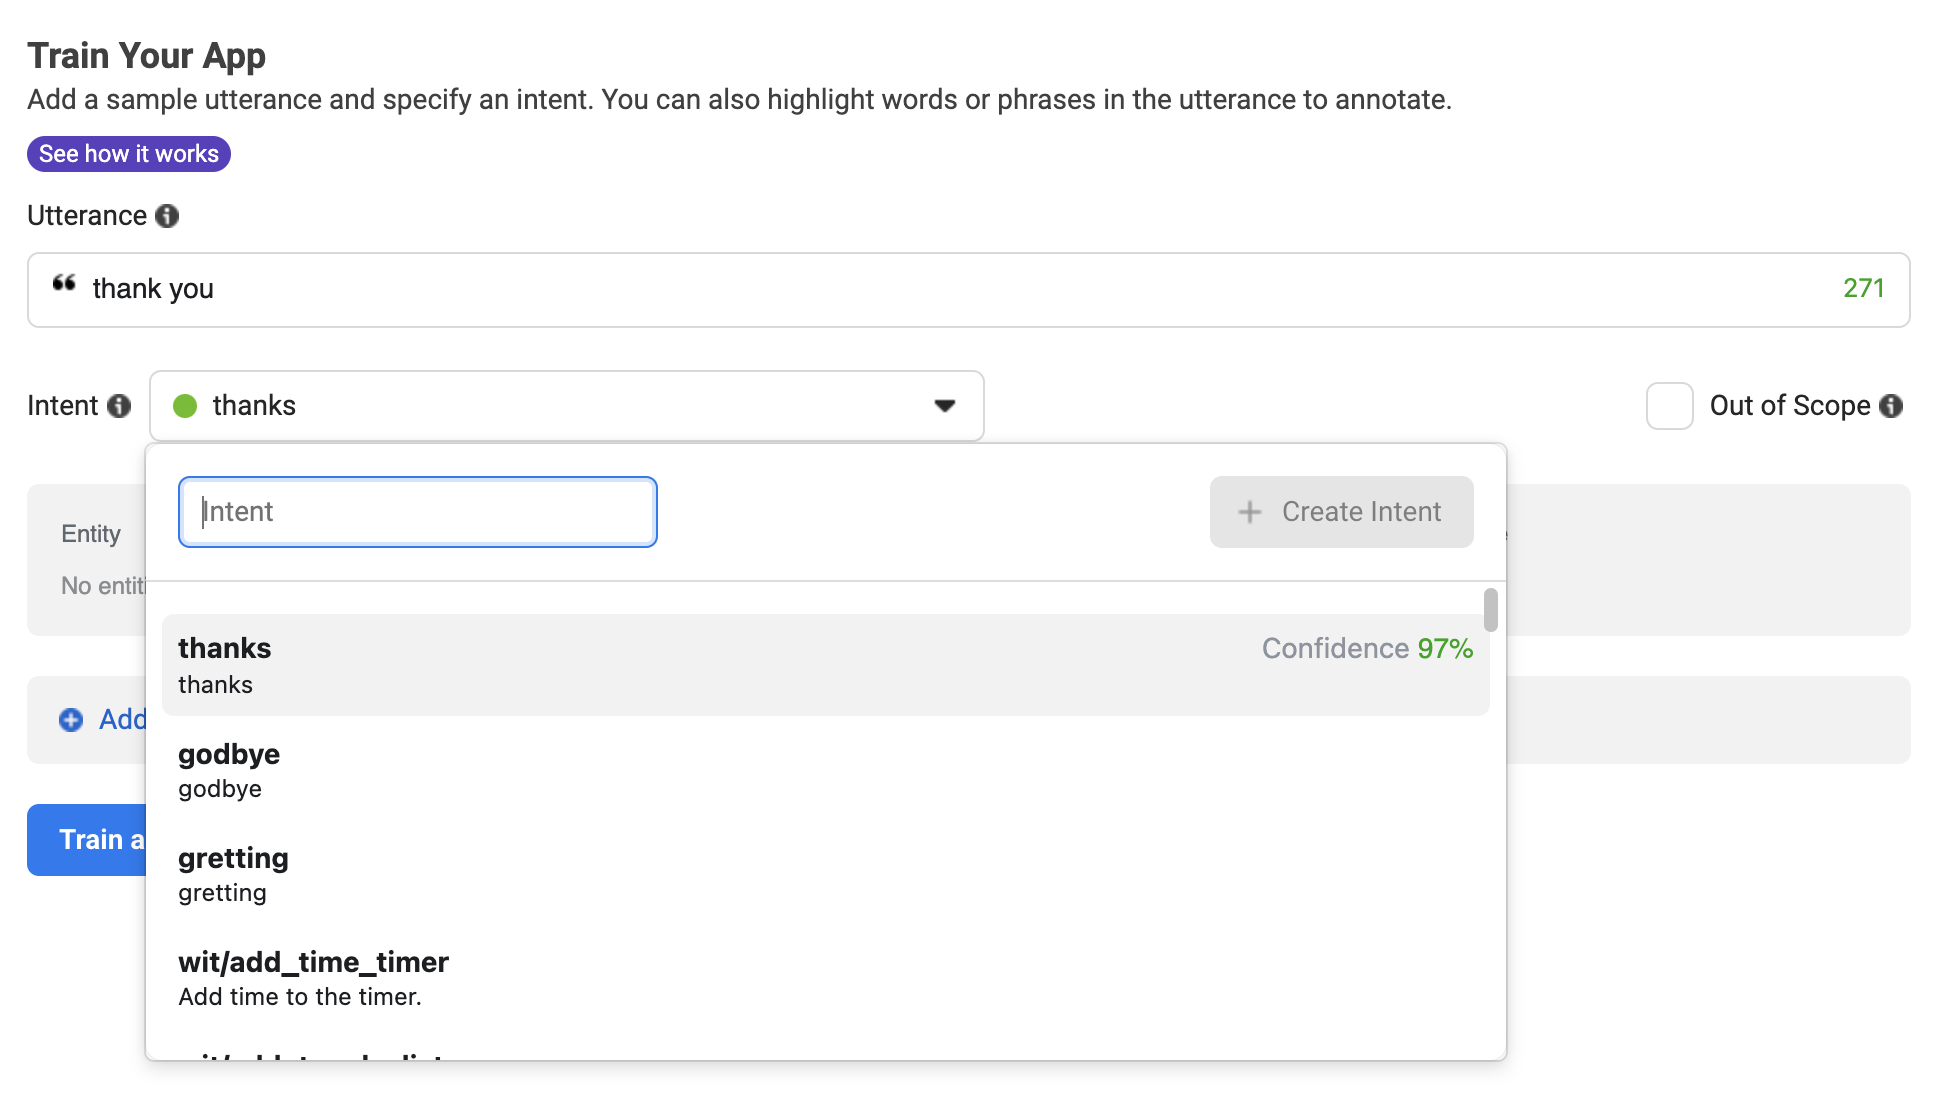 Train Your App
Add a sample utterance and specify an intent. You can also highlight words or phrases in the utterance to annotate.
See how it works
Utterance
thank you
271
Intent
thanks
Out of Scope
Intent
+ Create Intent
Entity
No
thanks
Confidence 97%
thanks
Add
godbye
godbye
Train
gretting
gretting
wit/add_time_timer
Add time to the timer.